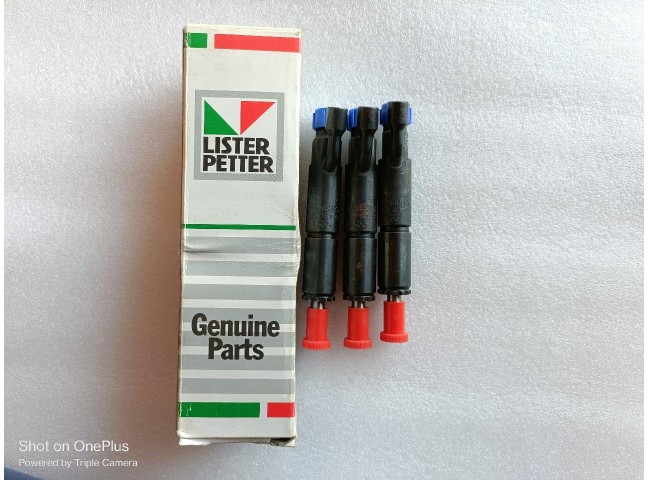 LISTER
PETTER
Genuine
Parts
Shot on OnePlus
Powered by Triple Camera